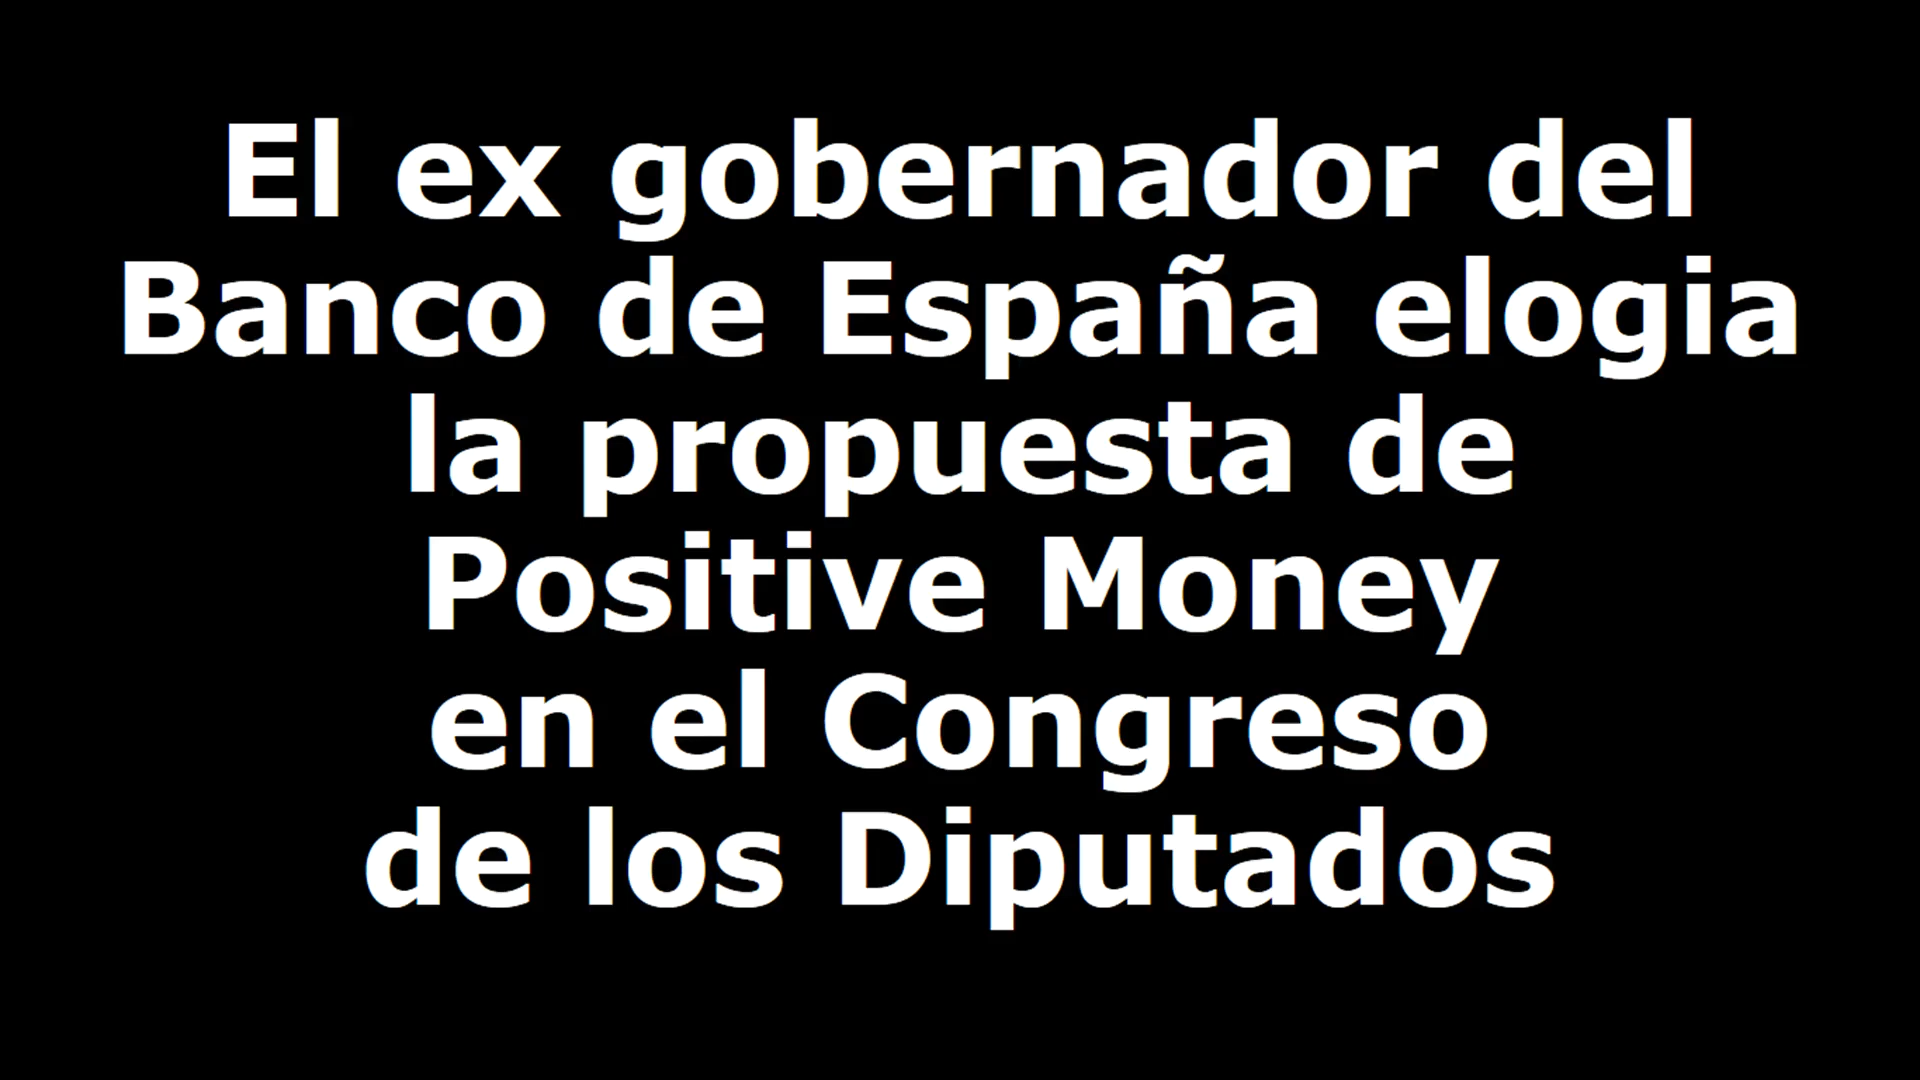 El ex gobernador del
Banco de España elogia
la propuesta de
Positive Money
en el Congreso
de los Diputados